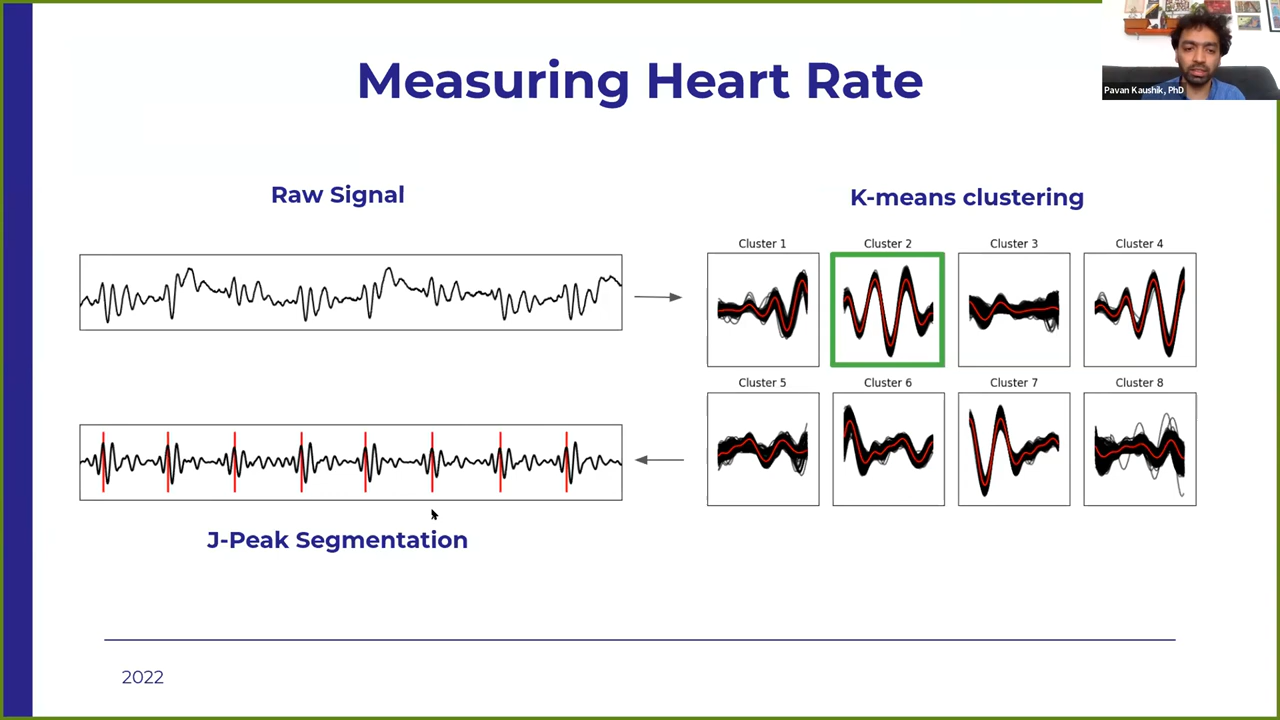 Measuring Heart Rate
Pavan Kaushik, PhD
Raw Signal
K-means clustering
Cluster 1
Cluster 2
Cluster 3
Cluster 4
Cluster 5
Cluster 6
Cluster 7
Cluster 8
J-Peak Segmentation
2022